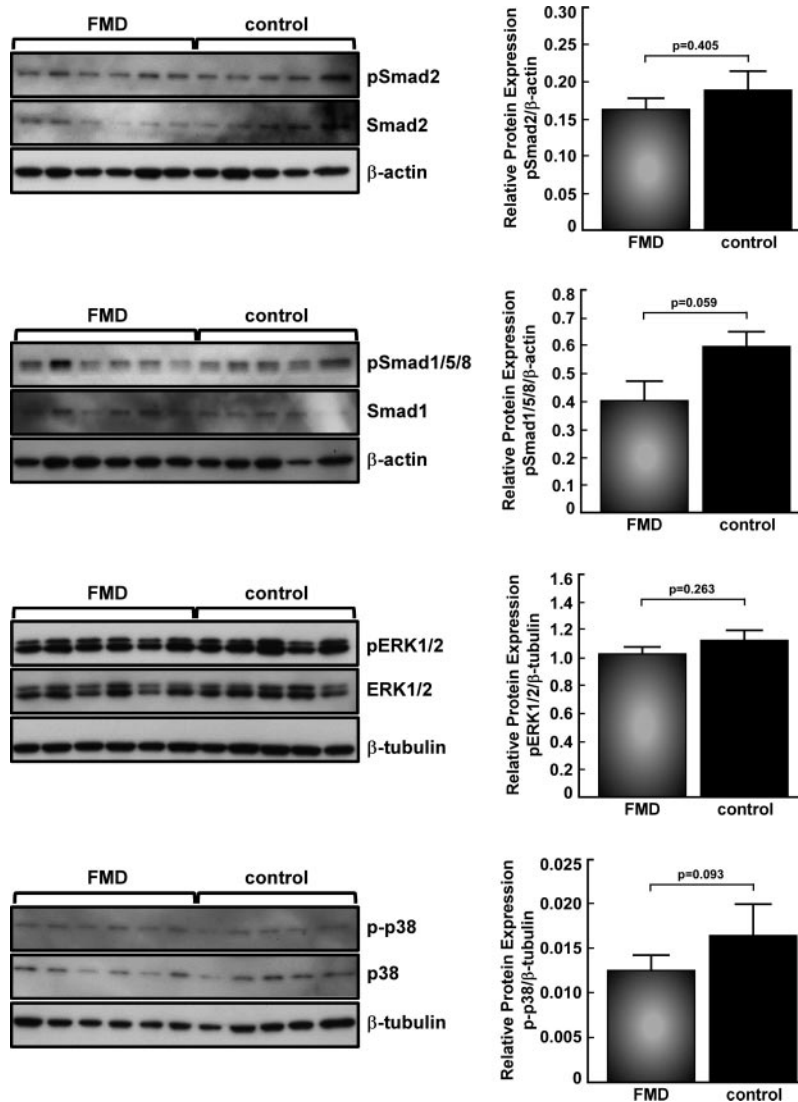 FMD control
pSmad2
Smad2
β-actin
Relative Protein Expression
pSmad2/β-actin
0.30
0.25
0.20
0.15
0.10
0.05
0
p=0.405
FMD control
FMD control
pSmad1/5/8
Smad1
β-actin
Relative Protein Expression
pSmad1/5/8/β-actin
0.8
0.7
0.6
0.5
0.4
0.3
0.2
0.1
0
p=0.059
FMD control
FMD control
pERK1/2
ERK1/2
β-tubulin
Relative Protein Expression
pERK1/2/β-tubulin
1.6
1.4
1.2
1.0
0.8
0.6
0.4
0.2
0
p=0.263
FMD control
FMD control
p-p38
p38
β-tubulin
Relative Protein Expression
p-p38/β-tubulin
0.025
0.020
0.015
0.010
0.005
0
p=0.093
FMD control